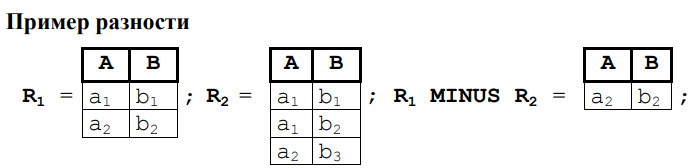 Пример разности
A B A B A B
R₁ = a₁ b₁ ; R₂ = a₁ b₁ ; R₁ MINUS R₂ = a₂ b₂ ;
a₂ b₂ a₁ b₂
a₂ b₃